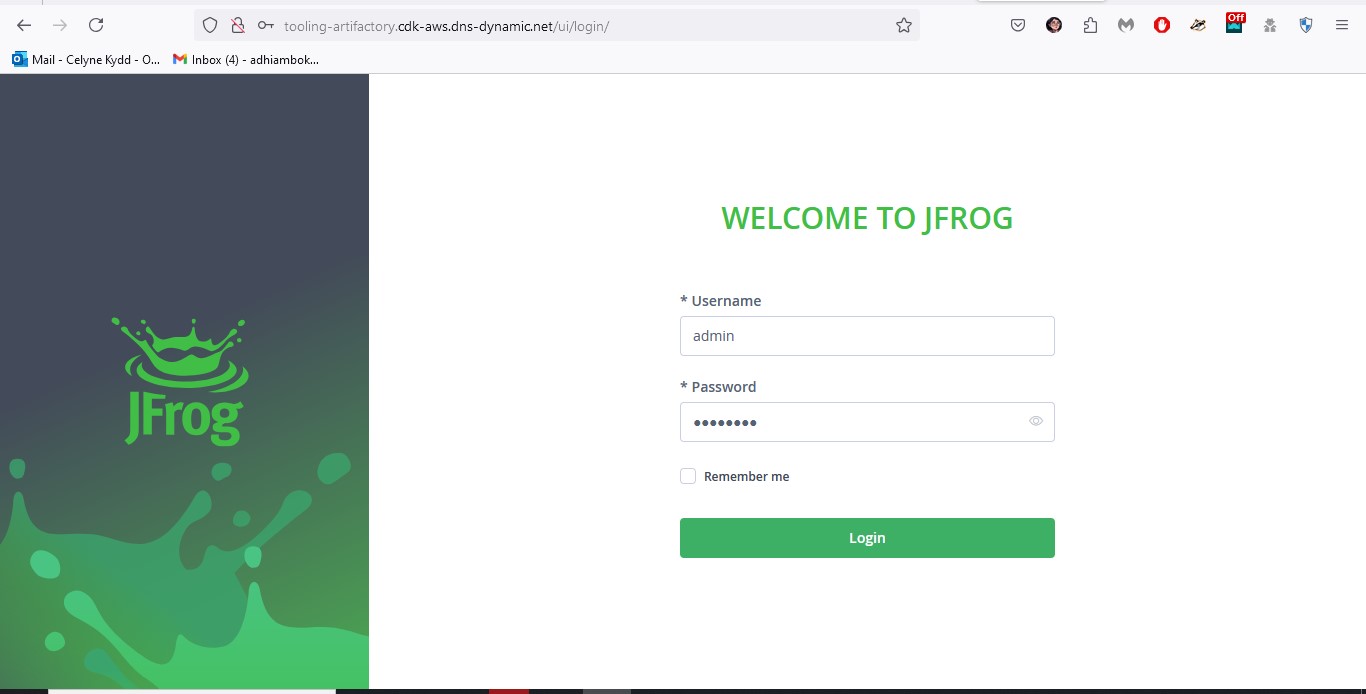 tooling-artifactory.cdk-aws.dns-dynamic.net/ui/login/
Off
Mail - Celyne Kydd - O...
Inbox (4) - adhiambok...
WELCOME TO JFROG
* Username
admin
* Password
Remember me
Login
JFrog